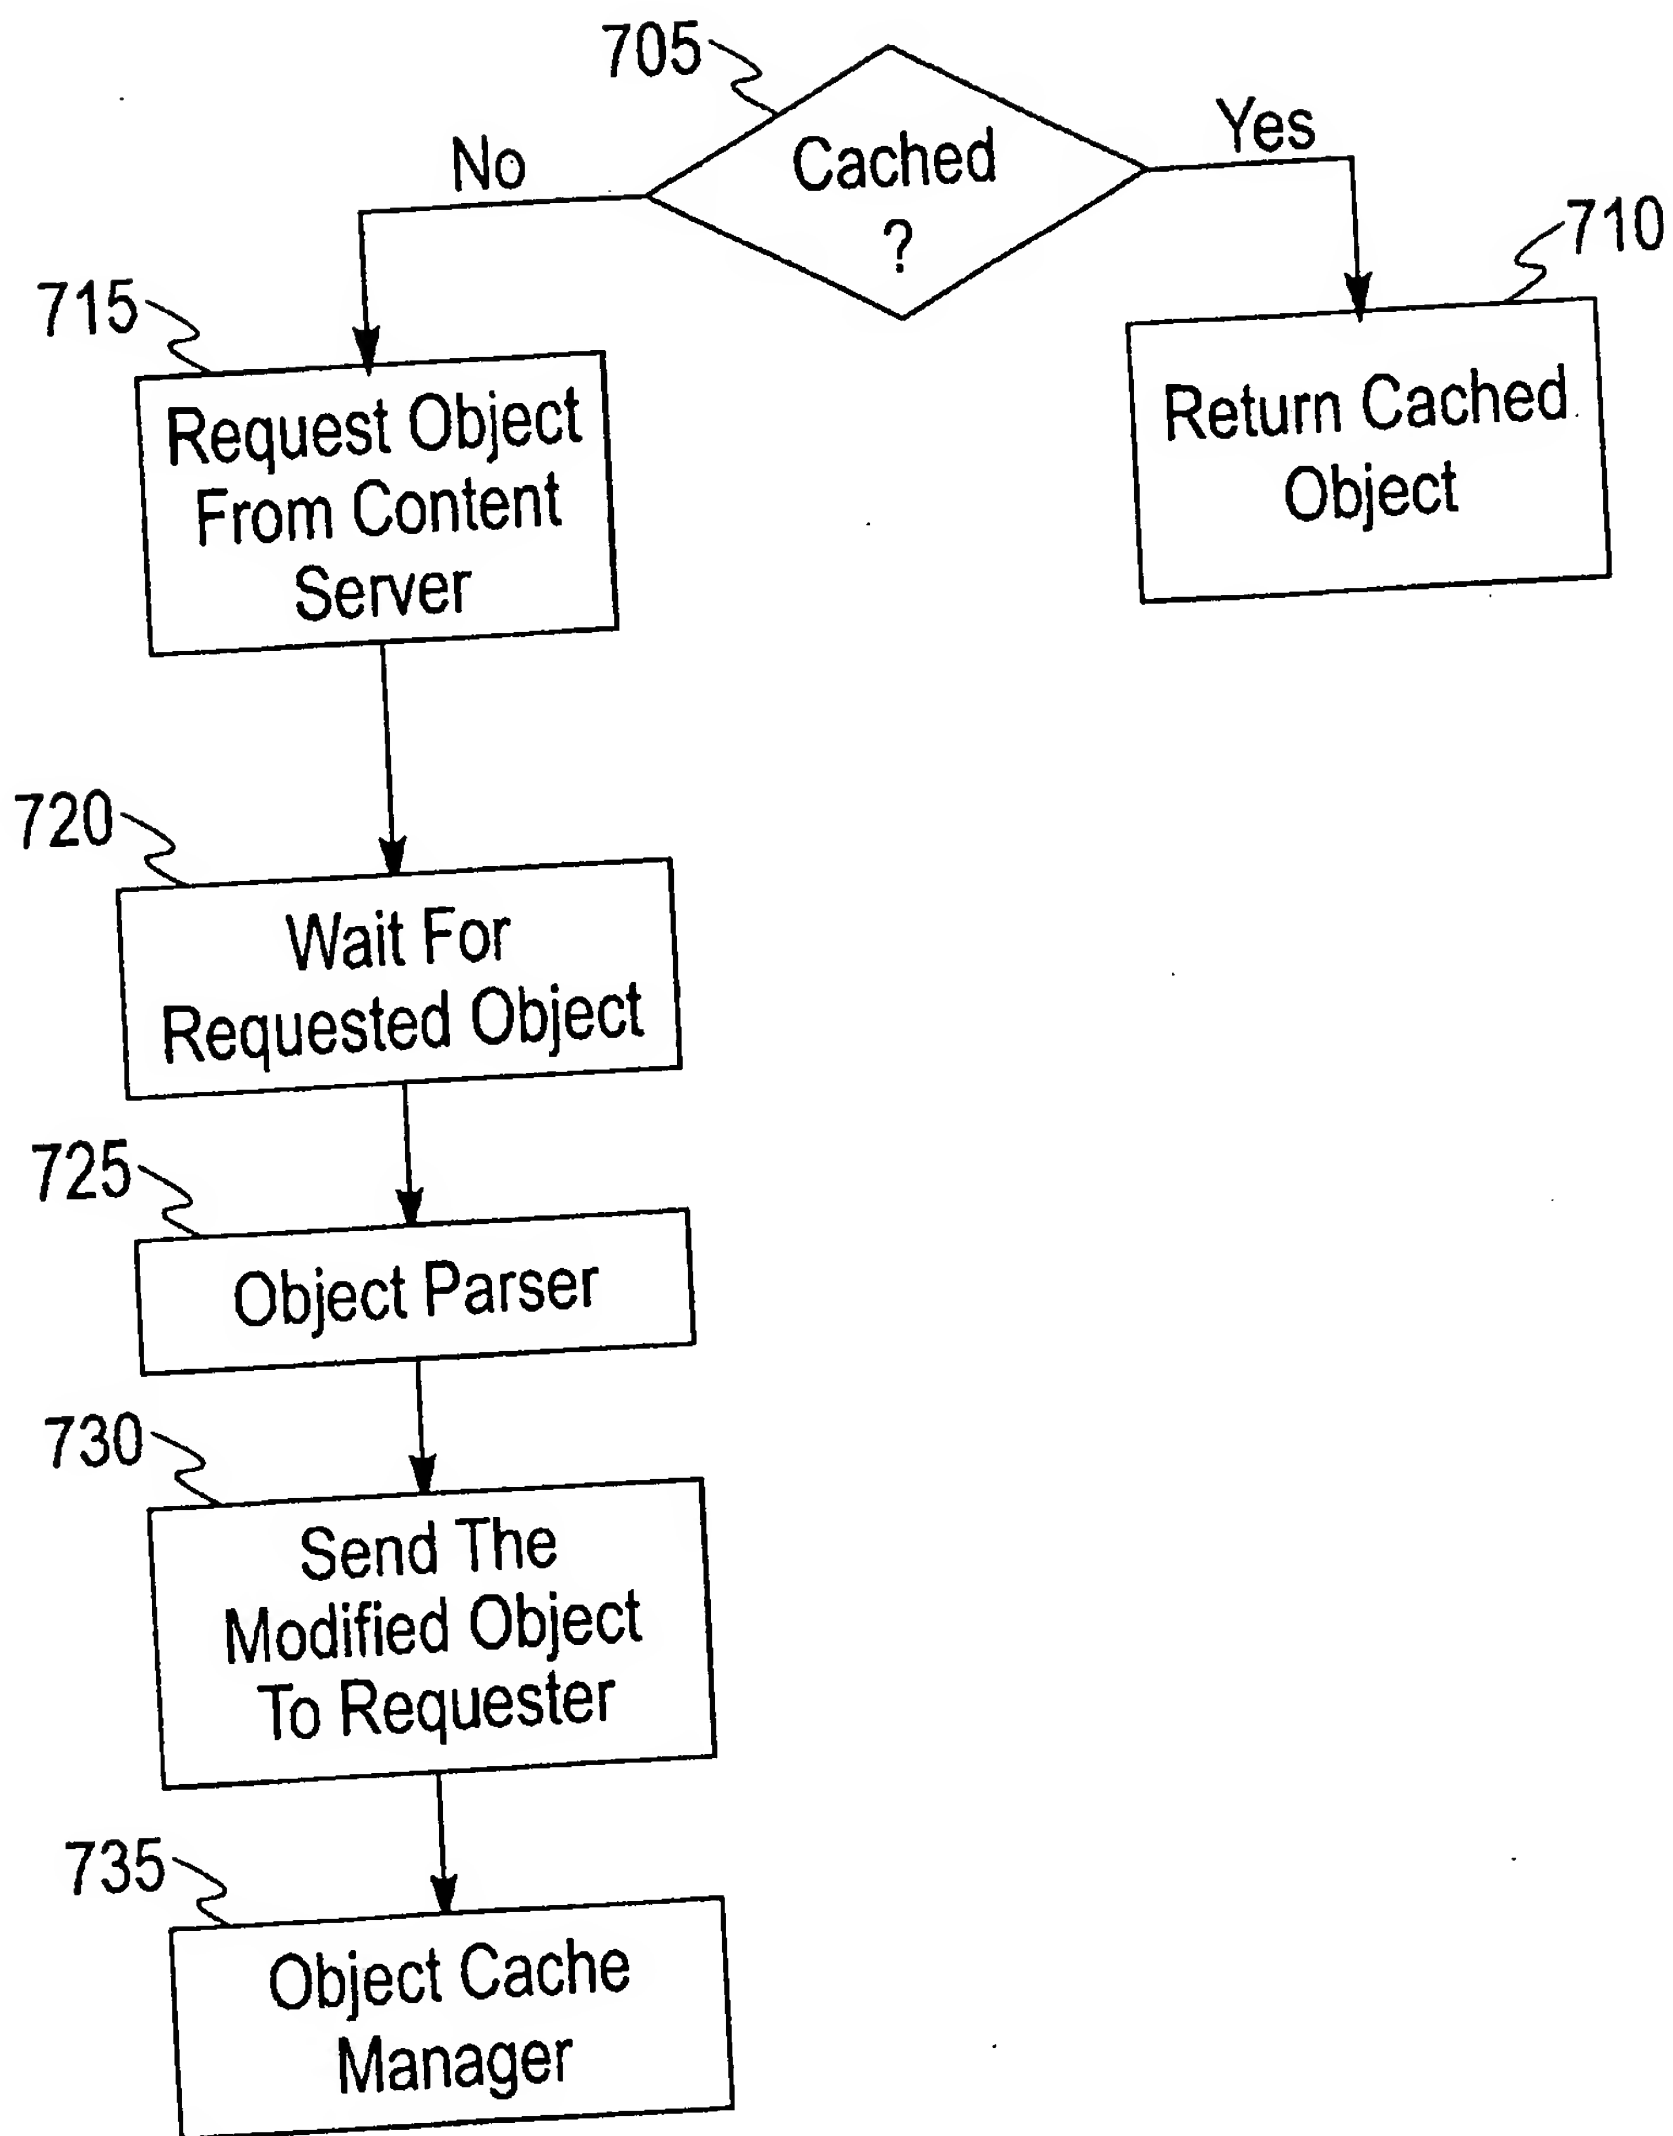 705
Cached
?
No
Yes
710
Return Cached
Object
715
Request Object
From Content
Server
720
Wait For
Requested Object
725
Object Parser
730
Send The
Modified Object
To Requester
735
Object Cache
Manager